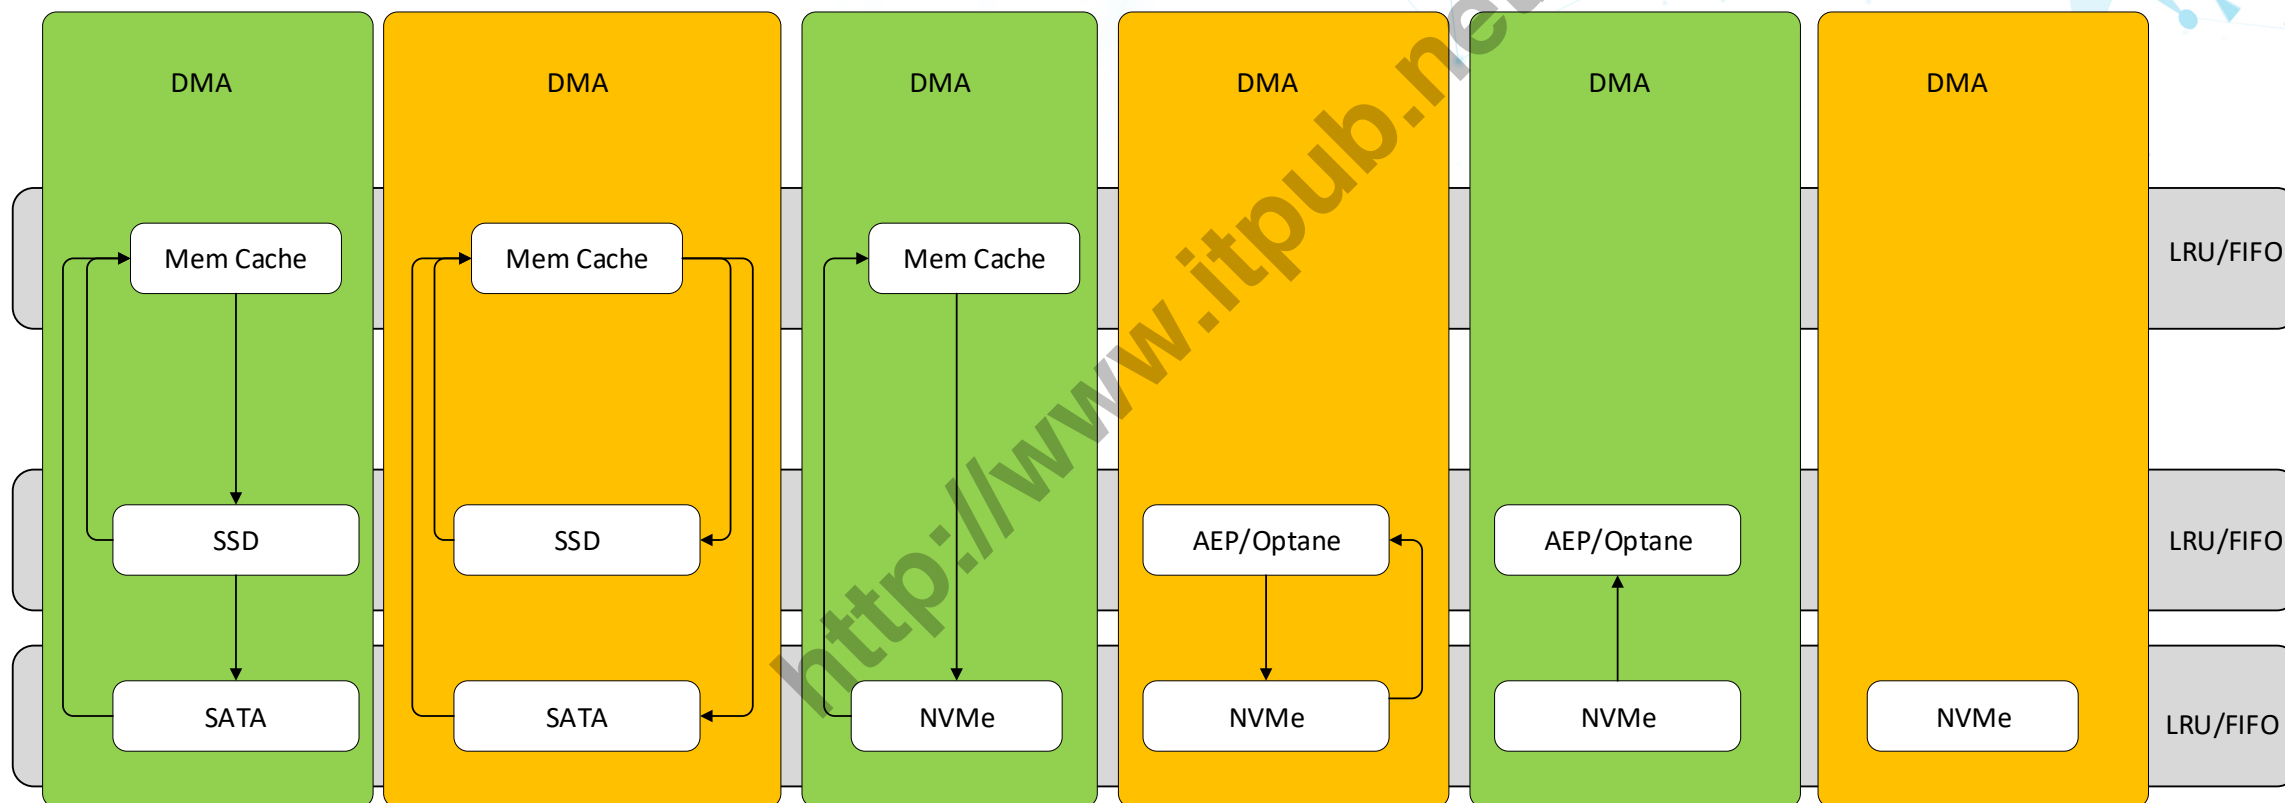 DMA
DMA
DMA
DMA
DMA
DMA
Mem Cache
Mem Cache
Mem Cache
LRU/FIFO
SSD
SSD
AEP/Optane
AEP/Optane
LRU/FIFO
SATA
SATA
NVMe
NVMe
NVMe
NVMe
LRU/FIFO
http://www.itpub.net